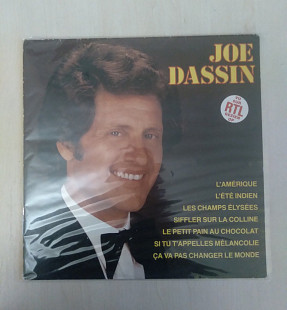 JOE
DASSIN
RTL
L'AMÉRIQUE
L'ÉTÉ INDIEN
LES CHAMPS ELYSÉES
SIFFLER SUR LA COLLINE
LE PETIT PAIN AU CHOCOLAT
SI TU T'APPELLES MÉLANCOLIE
ÇA VA PAS CHANGER LE MONDE